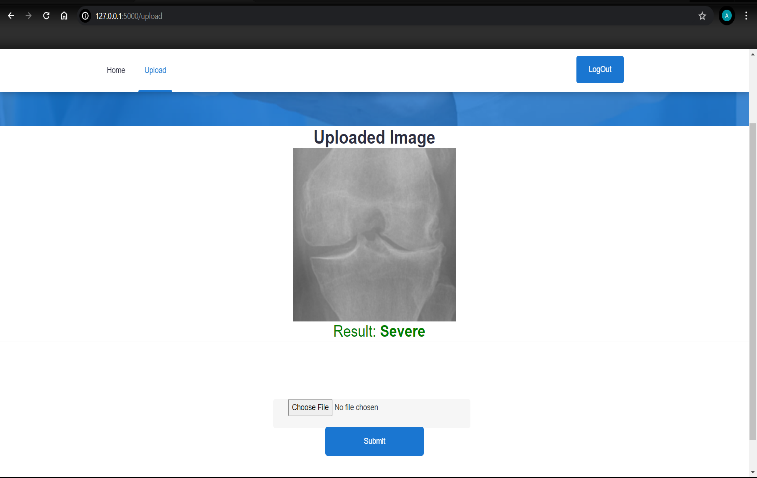 127.0.0.1:5000/upload
A
Home
Upload
LogOut
Uploaded Image
Result: Severe
Choose File No file chosen
Submit